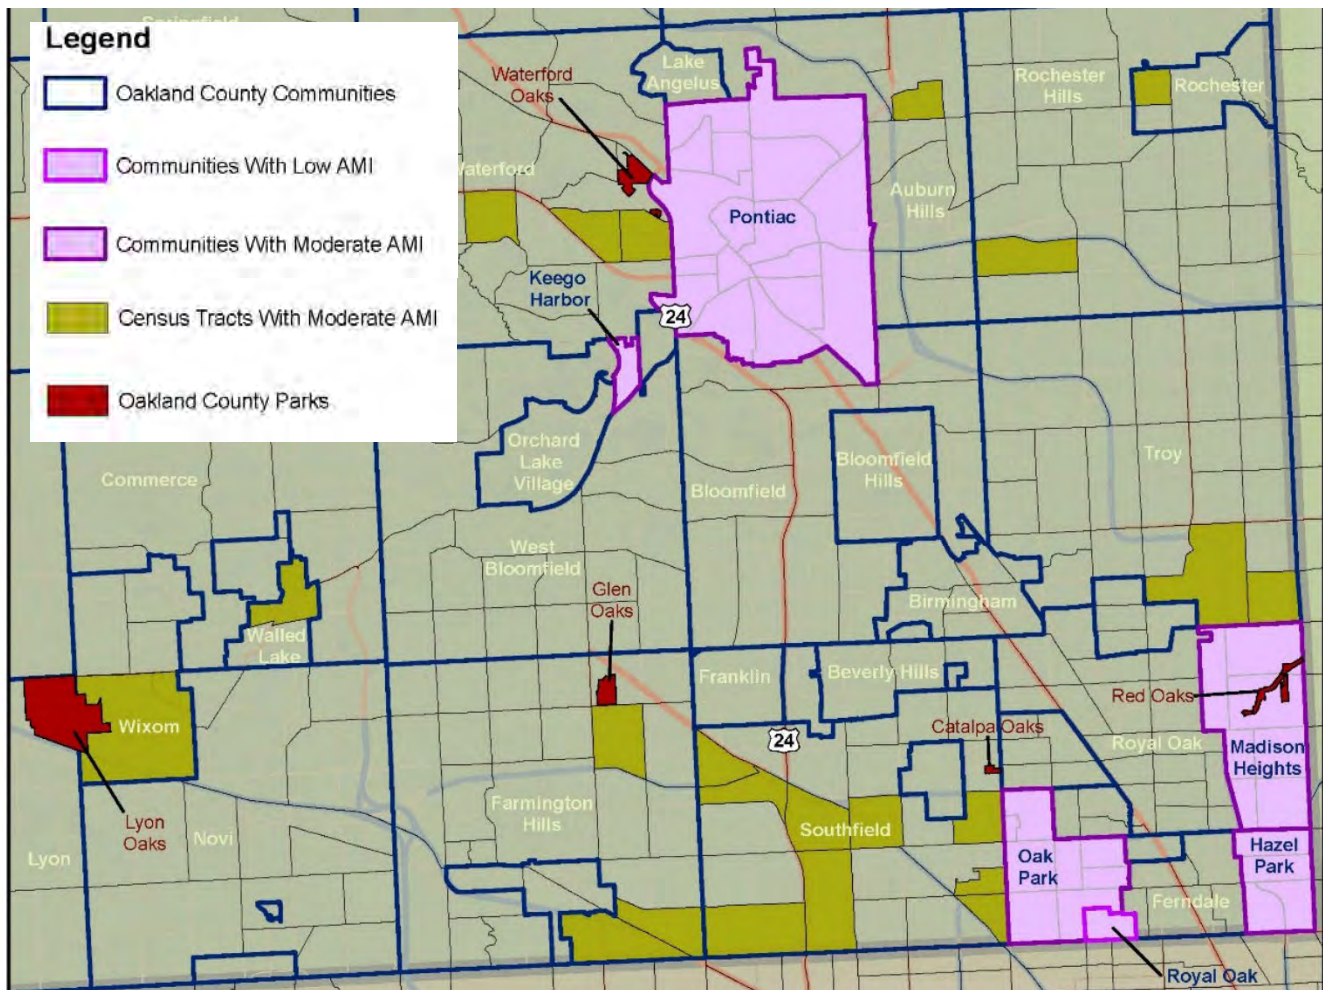 Springfield
Legend
Oakland County Communities
Communities With Low AMI
Communities With Moderate AMI
Census Tracts With Moderate AMI
Oakland County Parks
Waterford
Oaks
Lake
Angelus
Rochester
Hills
Rochester
Waterford
Auburn
Hills
Pontiac
Keego
Harbor
24
Orchard
Lake
Village
Commerce
Bloomfield
Bloomfield
Hills
Troy
West
Bloomfield
Glen
Oaks
Birmingham
Walled
Lake
Franklin
Beverly Hills
Red Oaks
Wixom
24
Catalpa Oaks
Royal Oak
Madison
Heights
Lyon
Oaks
Novi
Lyon
Farmington
Hills
Southfield
Oak
Park
Hazel
Park
Ferndale
Royal Oak